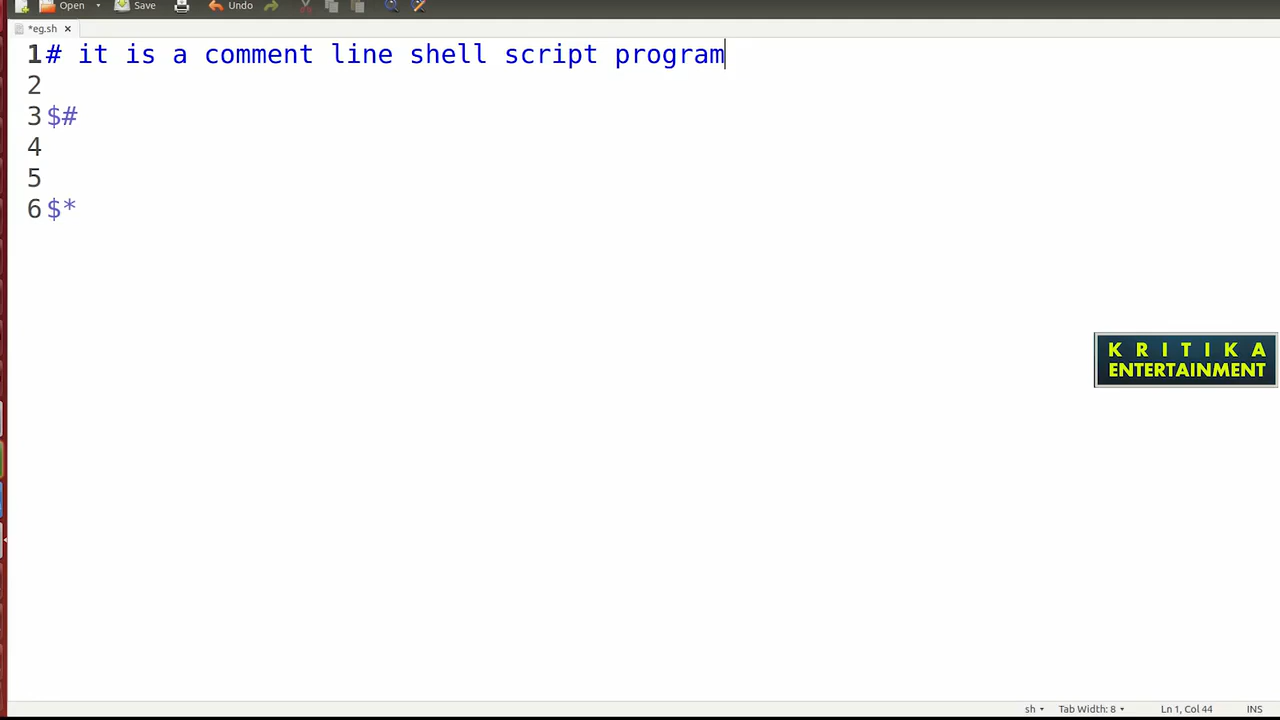 Open Save Undo
*eg.sh ×
1 # it is a comment line shell script program
2
3 $#
4
5
6 $*
K R I T I K A
ENTERTAINMENT
sh Tab Width: 8 Ln 1, Col 44 INS